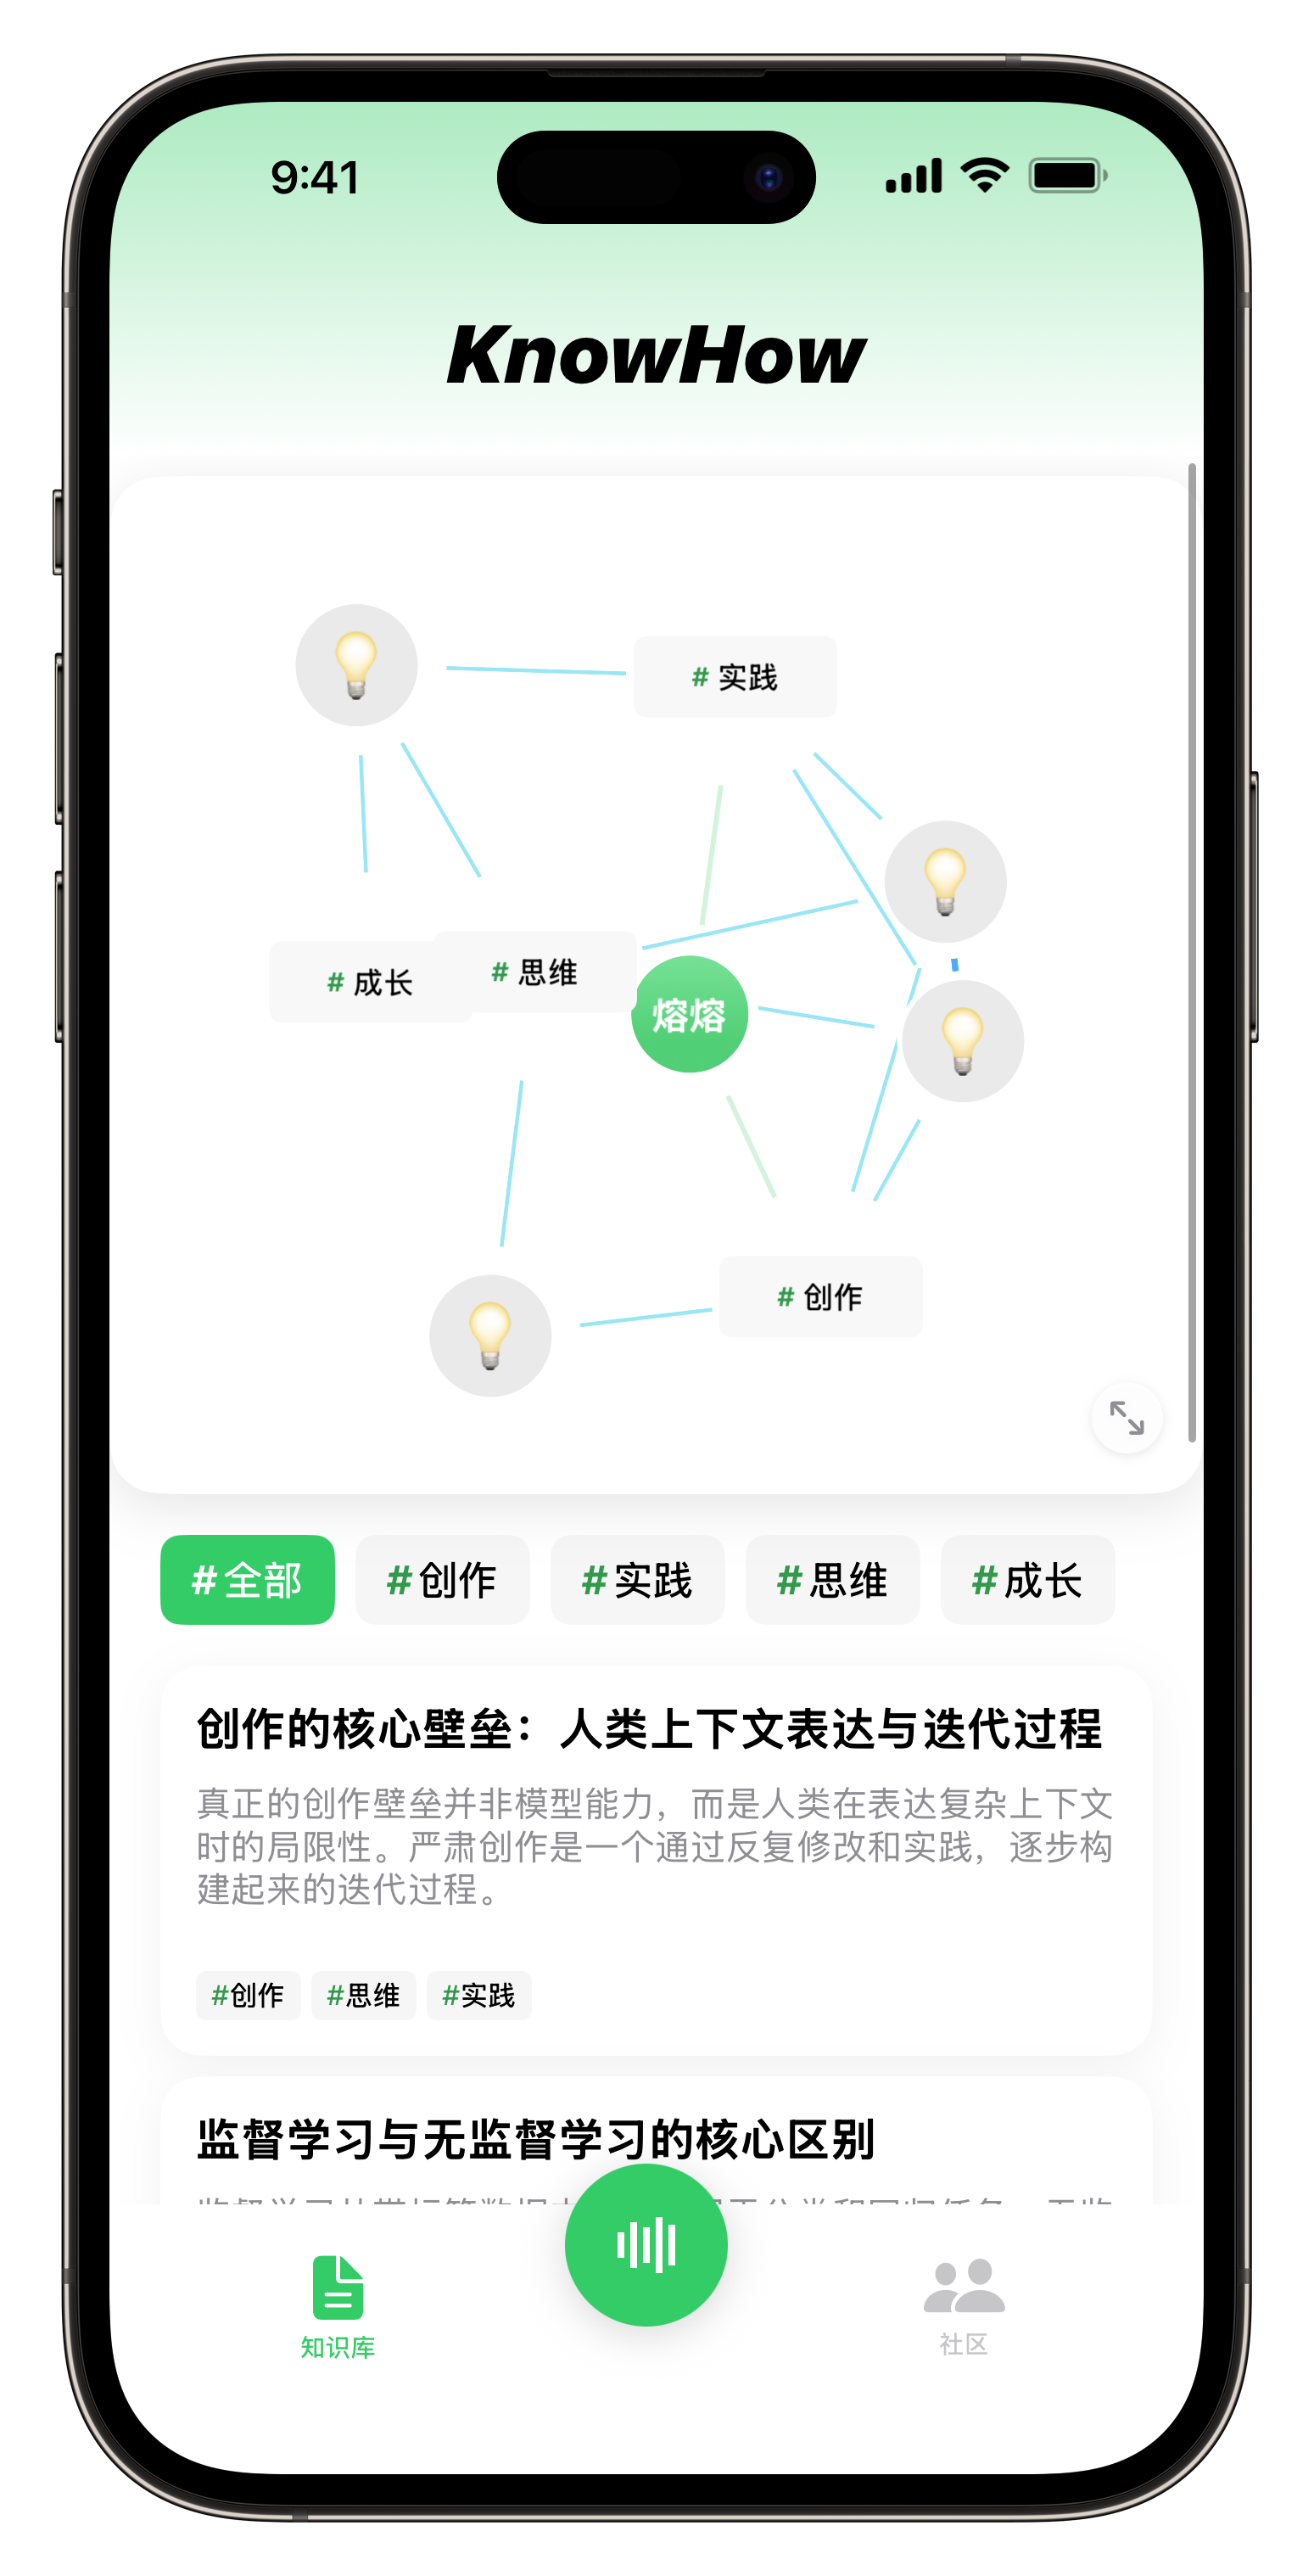 9:41
KnowHow
# 实践
# 成长
# 思维
熔熔
# 创作
#全部
#创作
#实践
#思维
#成长
创作的核心壁垒：人类上下文表达与迭代过程
真正的创作壁垒并非模型能力，而是人类在表达复杂上下文
时的局限性。严肃创作是一个通过反复修改和实践，逐步构
建起来的迭代过程。
#创作
#思维
#实践
监督学习与无监督学习的核心区别
知识库
社区